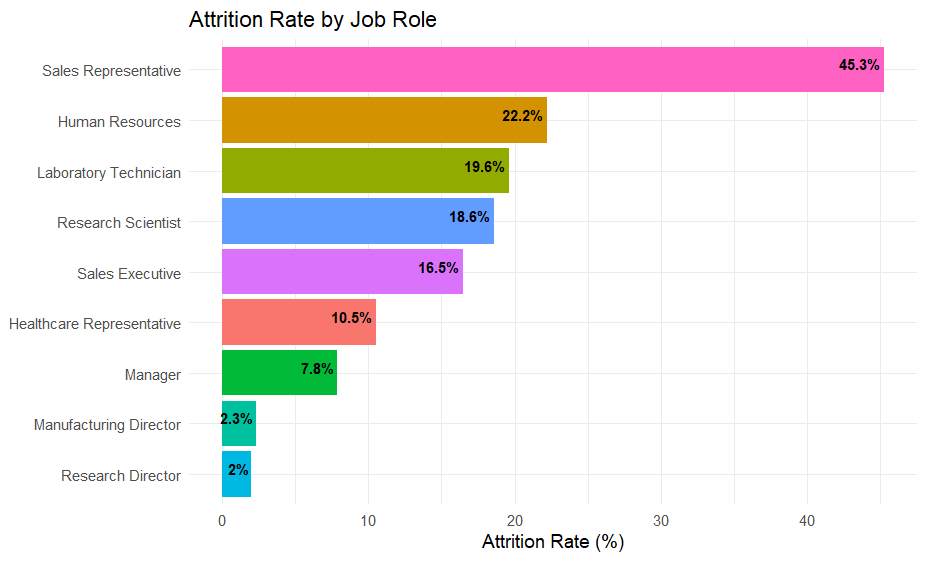 Attrition Rate by Job Role
Sales Representative 45.3%
Human Resources 22.2%
Laboratory Technician 19.6%
Research Scientist 18.6%
Sales Executive 16.5%
Healthcare Representative 10.5%
Manager 7.8%
Manufacturing Director 2.3%
Research Director 2%
0 10 20 30 40
Attrition Rate (%)